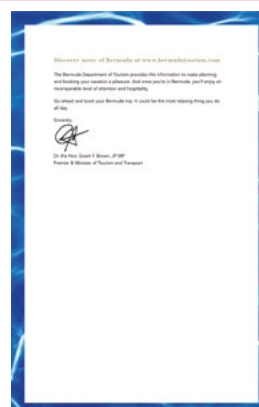 Discover more of Bermuda at www.bermudatourism.com
The Bermuda Department of Tourism provides this information to make planning
and booking your vacation a pleasure. And once you're in Bermuda, you'll enjoy an
incomparable level of attention and hospitality.
Go ahead and book your Bermuda trip. It could be the most relaxing thing you do
all day.
Sincerely,
Dr. the Hon. Ewart F. Brown, JP MP
Premier & Minister of Tourism and Transport